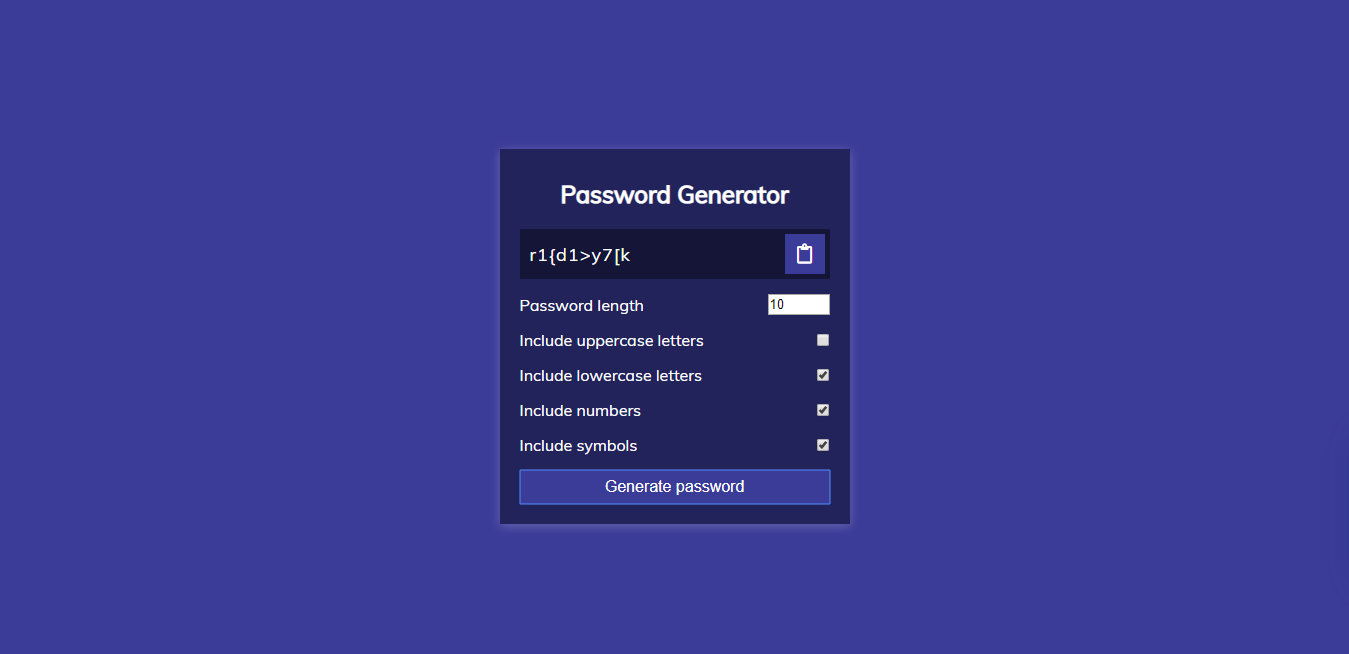 Password Generator
r1{d1>y7[k
Password length 10
Include uppercase letters
Include lowercase letters
Include numbers
Include symbols
Generate password